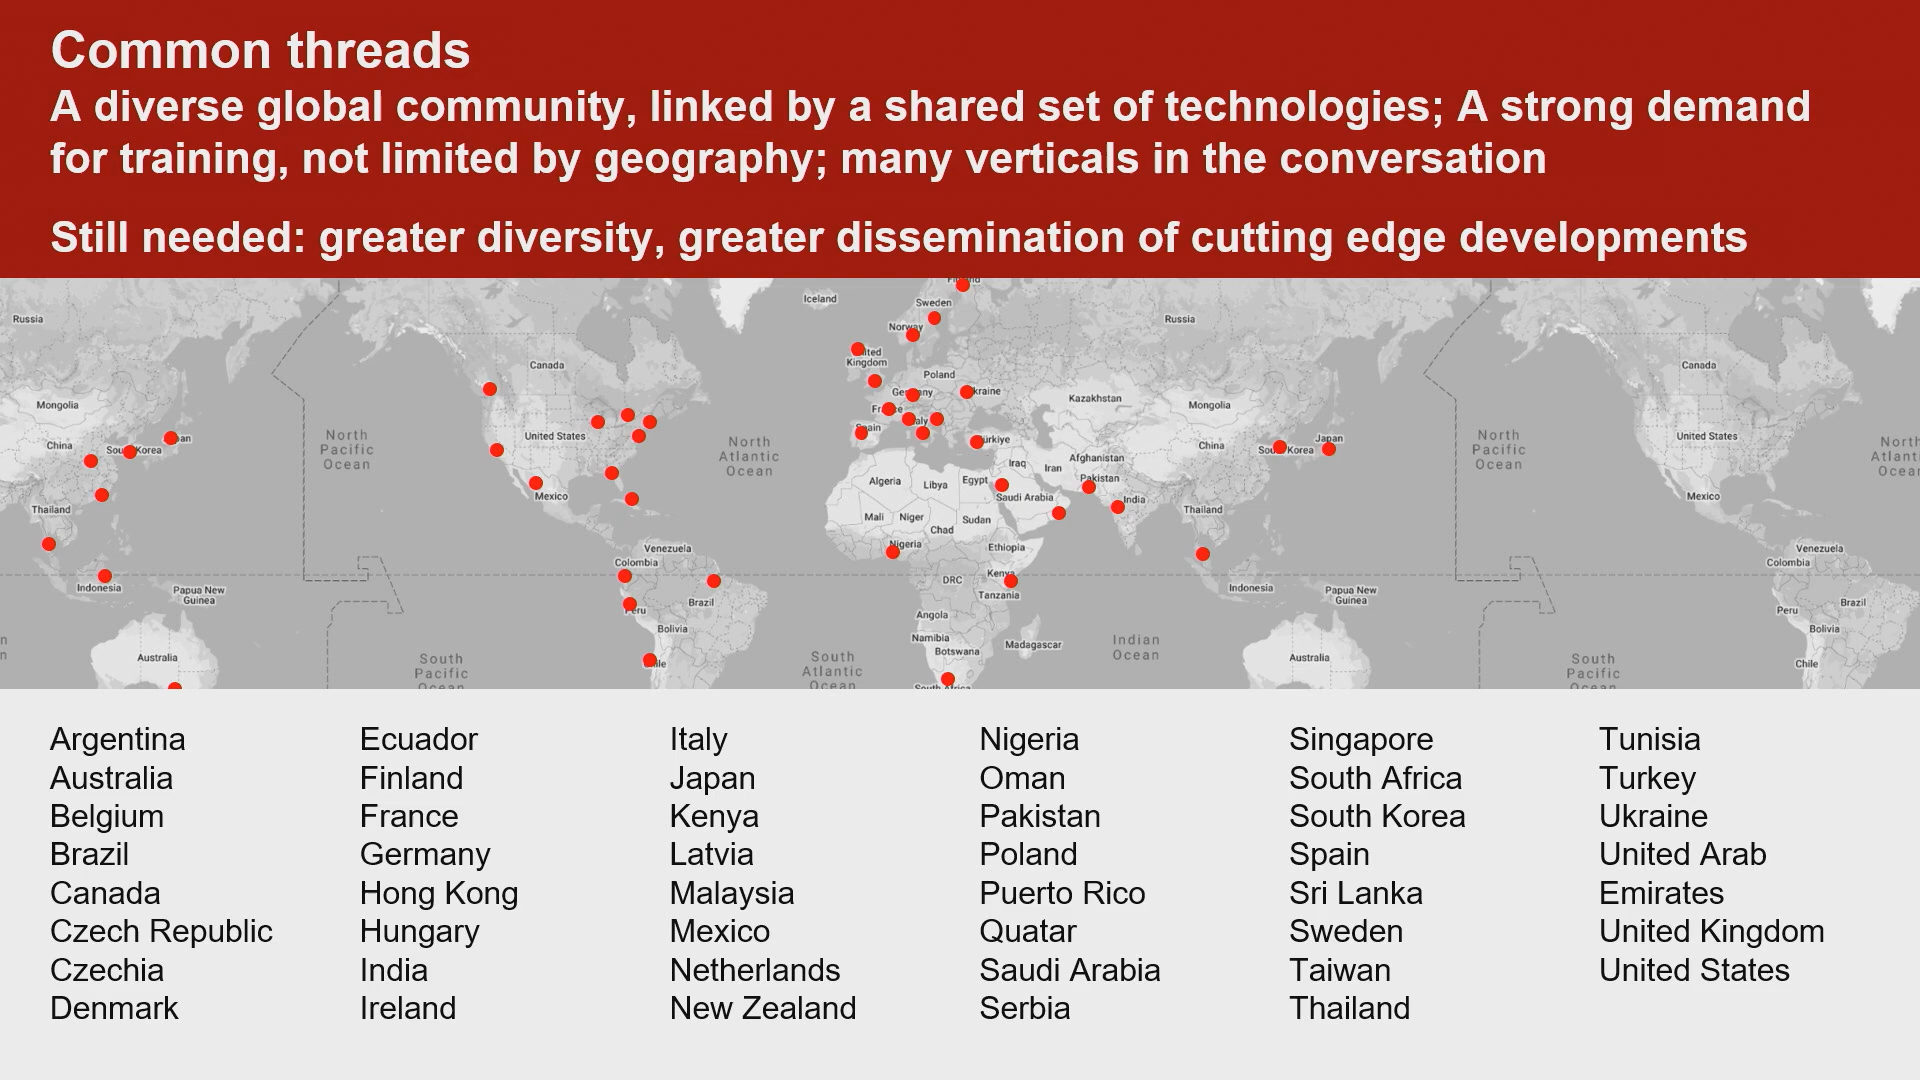 Common threads
A diverse global community, linked by a shared set of technologies; A strong demand
for training, not limited by geography; many verticals in the conversation
Still needed: greater diversity, greater dissemination of cutting edge developments
Iceland
Sweden
Norway
Russia
Russia
Kingdom
Canada
Canada
Poland
Kazakhstan
Mongolia
Mongolia
China
China
United States
United States
North
Pacific
Ocean
North
Atlantic
Ocean
Türkiye
Afghanistan
Iraq
Iran
Pakistan
India
Japan
North
Pacific
Ocean
Algeria
Libya
Egypt
Saudi Arabia
Mexico
Mexico
Thailand
Thailand
Mali
Niger
Chad
Sudan
Nigeria
Ethiopia
Venezuela
Venezuela
Colombia
Colombia
Kenya
DRC
Tanzania
Indonesia
Indonesia
Papua New
Guinea
Papua New
Guinea
Brazil
Brazil
Peru
Peru
Angola
Bolivia
Bolivia
Namibia
Botswana
Madagascar
Indian
Ocean
Australia
Australia
Chile
South
Pacific
Ocean
South
Atlantic
Ocean
South
Pacific
Ocean
South Africa
Argentina
Australia
Belgium
Brazil
Canada
Czech Republic
Czechia
Denmark
Ecuador
Finland
France
Germany
Hong Kong
Hungary
India
Ireland
Italy
Japan
Kenya
Latvia
Malaysia
Mexico
Netherlands
New Zealand
Nigeria
Oman
Pakistan
Poland
Puerto Rico
Quatar
Saudi Arabia
Serbia
Singapore
South Africa
South Korea
Spain
Sri Lanka
Sweden
Taiwan
Thailand
Tunisia
Turkey
Ukraine
United Arab
Emirates
United Kingdom
United States